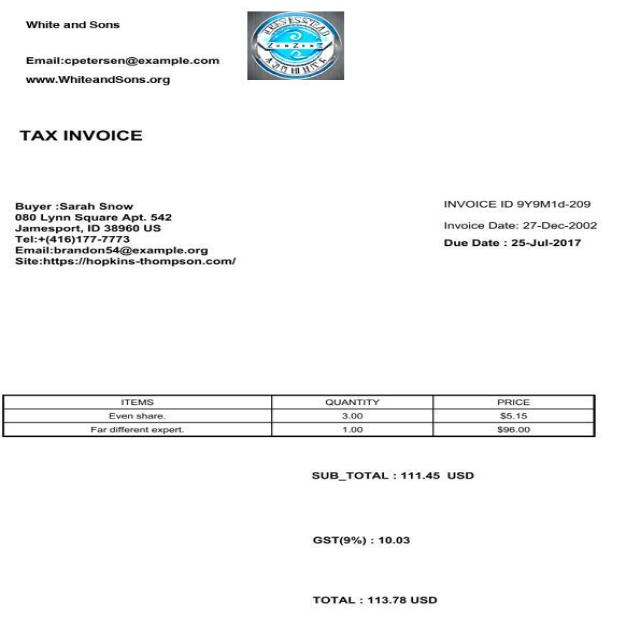 White and Sons
Email:cpetersen@example.com
www.WhiteandSons.org
TAX INVOICE
Buyer :Sarah Snow
080 Lynn Square Apt. 542
Jamesport, ID 38960 US
Tel:+(416)177-7773
Email:brandon54@example.org
Site:https://hopkins-thompson.com/
INVOICE ID 9Y9M1d-209
Invoice Date: 27-Dec-2002
Due Date : 25-Jul-2017
ITEMS QUANTITY PRICE
Even share. 3.00 $5.15
Far different expert. 1.00 $96.00
SUB_TOTAL : 111.45 USD
GST(9%) : 10.03
TOTAL : 113.78 USD